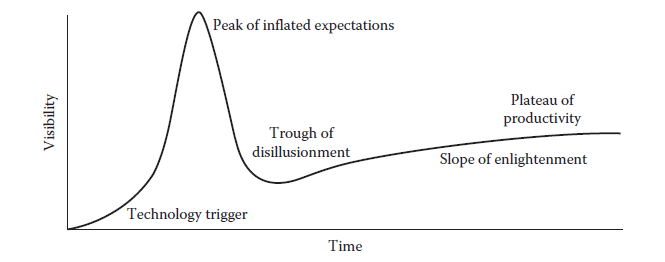 Peak of inflated expectations
Plateau of
productivity
Trough of
disillusionment
Slope of enlightenment
Technology trigger
Visibility
Time